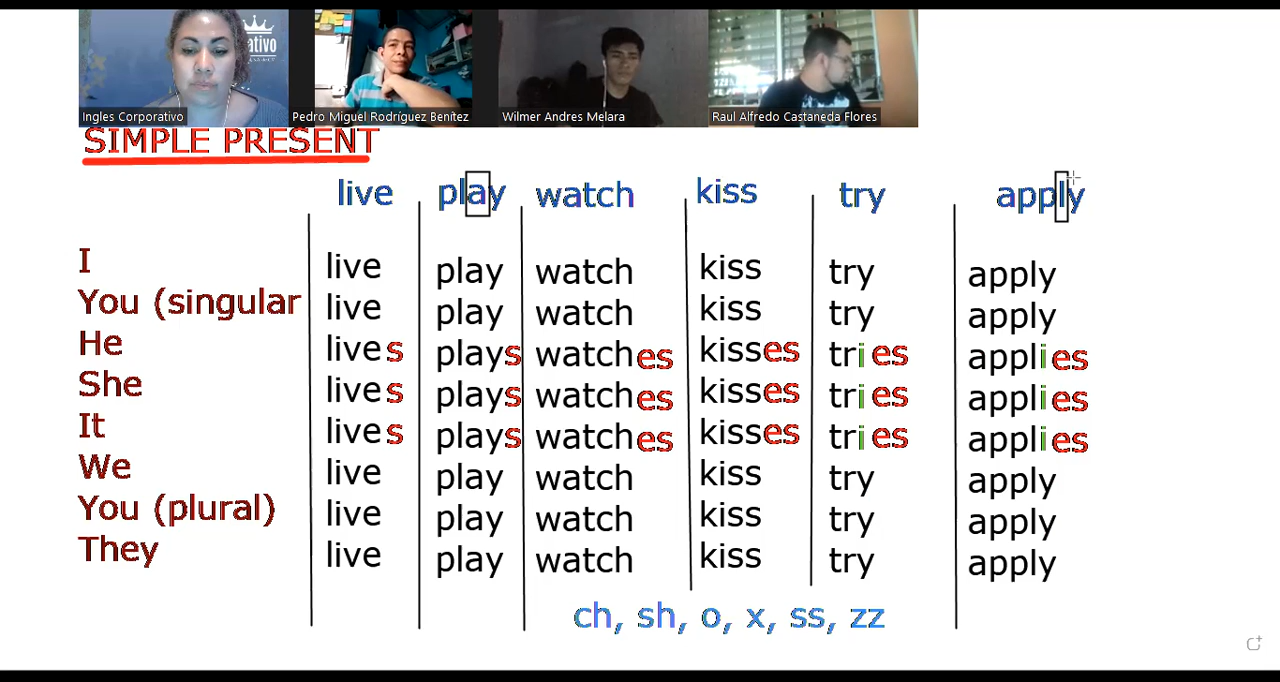 ativo
Ingles Corporativo
Pedro Miguel Rodríguez Benítez
Wilmer Andres Melara
Raul Alfredo Castaneda Flores
SIMPLE PRESENT
live play watch kiss try apply
I live play watch kiss try apply
You (singular live play watch kiss try apply
He lives plays watches kisses tries applies
She lives plays watches kisses tries applies
It lives plays watches kisses tries applies
We live play watch kiss try apply
You (plural) live play watch kiss try apply
They live play watch kiss try apply
ch, sh, o, x, ss, zz